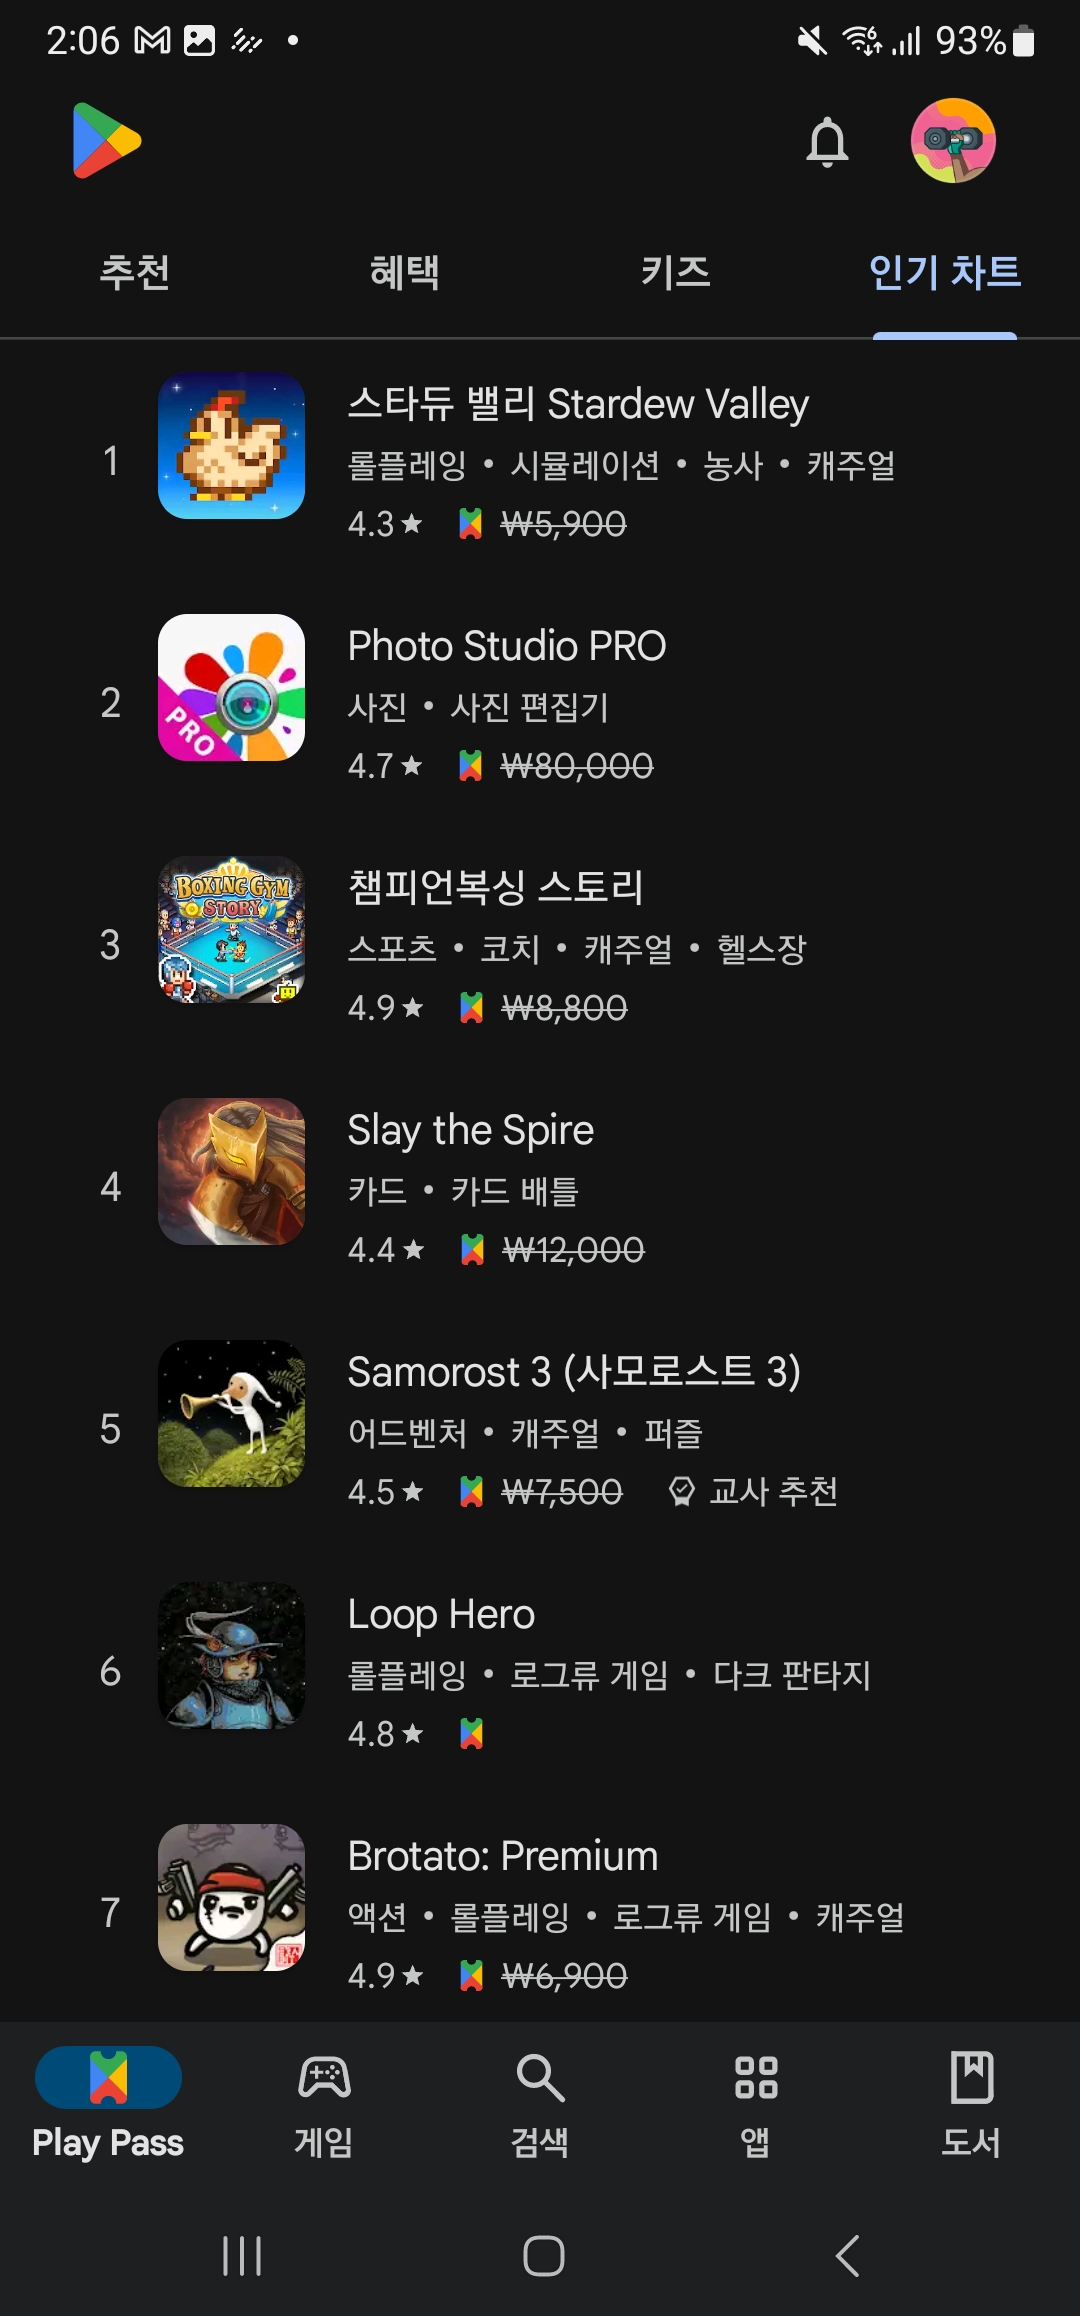 2:06 93%
추천 혜택 키즈 인기 차트
1
스타듀 밸리 Stardew Valley
롤플레잉 • 시뮬레이션 • 농사 • 캐주얼
4.3★ ₩5,900
2
PRO
Photo Studio PRO
사진 • 사진 편집기
4.7★ ₩80,000
3
BOXING GYM
STORY
챔피언복싱 스토리
스포츠 • 코치 • 캐주얼 • 헬스장
4.9★ ₩8,800
4
Slay the Spire
카드 • 카드 배틀
4.4★ ₩12,000
5
Samorost 3 (사모로스트 3)
어드벤처 • 캐주얼 • 퍼즐
4.5★ ₩7,500 교사 추천
6
Loop Hero
롤플레잉 • 로그류 게임 • 다크 판타지
4.8★
7
Brotato: Premium
액션 • 롤플레잉 • 로그류 게임 • 캐주얼
4.9★ ₩6,900
Play Pass 게임 검색 앱 도서